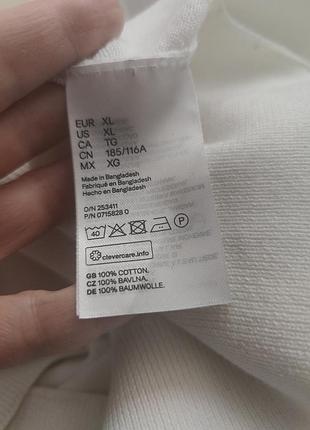 EUR XL
US XL
CA TG
CN 185/116A
MX XG
Made in Bangladesh
Fabriqué en Bangladesh
Hecho en Bangladesh
O/N 253411
P/N 0715828 0
40 P
clevercare.info
GB 100% COTTON.
CZ 100% BAVLNA.
DE 100% BAUMWOLLE.